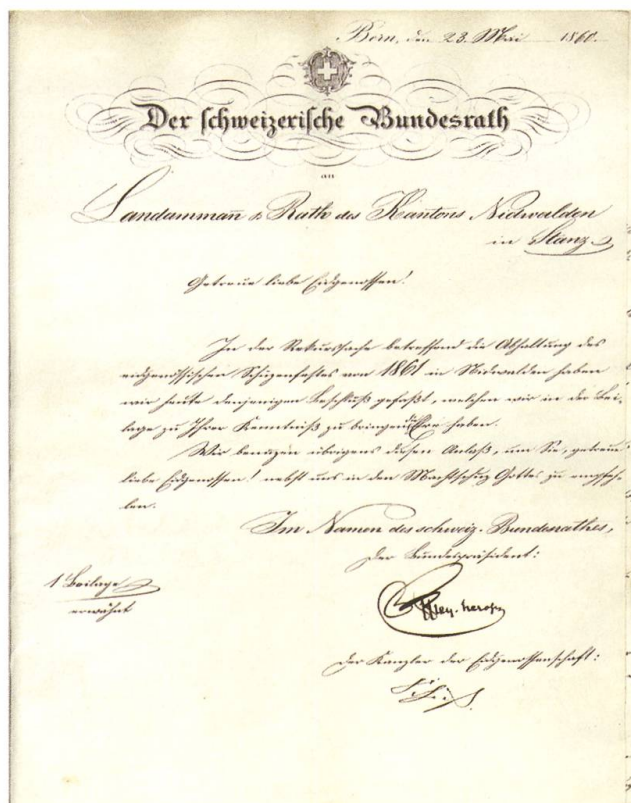 Bern, den 23. Mai 1860.
Der schweizerische Bundesrath
an
Landammañ & Rath des Kantons Nidwalden
in Stanz
Getreue liebe Eidgenossen!
In der Rekurssache betreffend die Abhaltung des
eidgenössischen Schüzenfestes von 1861 in Nidwalden haben
wir heute denjenigen Beschluß gefaßt, welchen wir in der Bei-
lage zu Ihrer Kenntniß zu bringen die Ehre haben.
Wir benuzen übrigens diesen Anlaß, um Sie, getreue
liebe Eidgenossen! nebst uns in den Machtschuz Gottes zu empfeh-
len.
Im Namen des schweiz. Bundesrathes,
Der Bundespräsident:
1 Beilage
erwähnt
Frey-Herosé
Der Kanzler der Eidgenossenschaft: